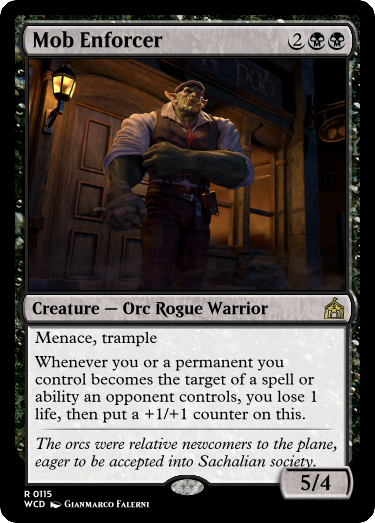 Mob Enforcer 2
Creature — Orc Rogue Warrior
Menace, trample
Whenever you or a permanent you
control becomes the target of a spell or
ability an opponent controls, you lose 1
life, then put a +1/+1 counter on this.
The orcs were relative newcomers to the plane,
eager to be accepted into Sachalian society.
5/4
R 0115
WCD Gianmarco Falerni